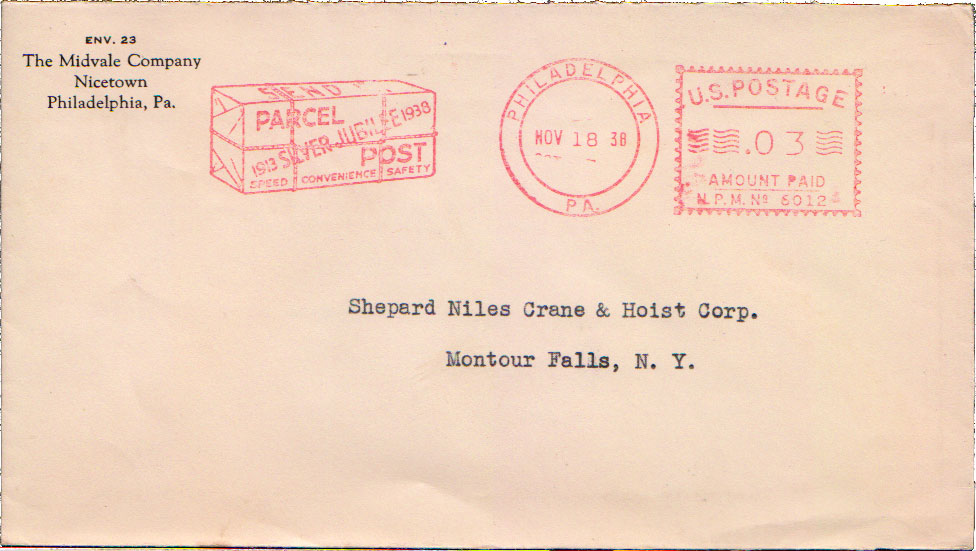 ENV. 23
The Midvale Company
Nicetown
Philadelphia, Pa.
SEND
PARCEL
1913 SILVER JUBILEE 1938
POST
SPEED CONVENIENCE SAFETY
PHILADELPHIA
NOV 18 38
PA.
U.S. POSTAGE
.03
AMOUNT PAID
N.P.M. Nº 6012
Shepard Niles Crane & Hoist Corp.
Montour Falls, N. Y.